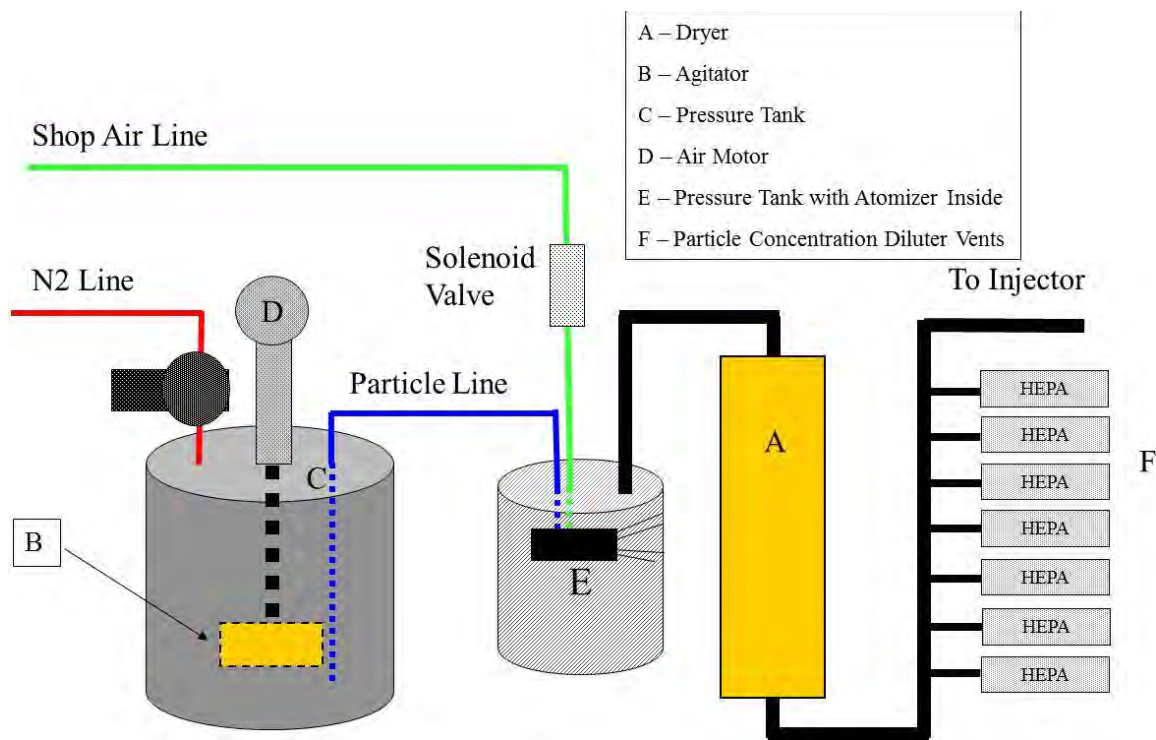 A – Dryer
B – Agitator
C – Pressure Tank
D – Air Motor
E – Pressure Tank with Atomizer Inside
F – Particle Concentration Diluter Vents
Shop Air Line
Solenoid
Valve
N2 Line
To Injector
D
Particle Line
HEPA
HEPA
A
F
C
HEPA
HEPA
B
E
HEPA
HEPA
HEPA